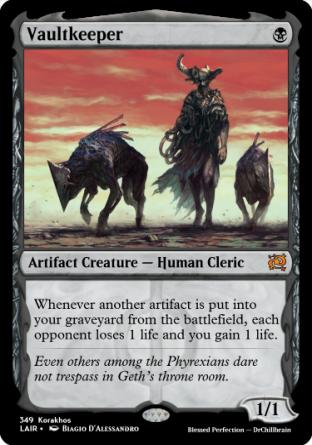 Vaultkeeper
Artifact Creature — Human Cleric
Whenever another artifact is put into
your graveyard from the battlefield, each
opponent loses 1 life and you gain 1 life.
Even others among the Phyrexians dare
not trespass in Geth's throne room.
1/1
349 Korakhos
LAIR • Biagio D'Alessandro
Blessed Perfection — DrChillbrain